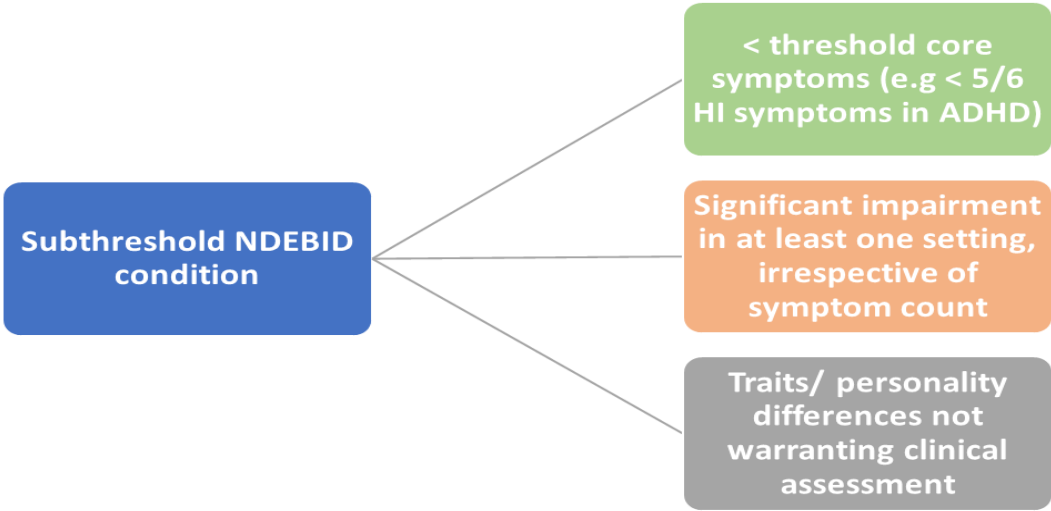 Subthreshold NDEBID
condition
< threshold core
symptoms (e.g < 5/6
HI symptoms in ADHD)
Significant impairment
in at least one setting,
irrespective of
symptom count
Traits/ personality
differences not
warranting clinical
assessment